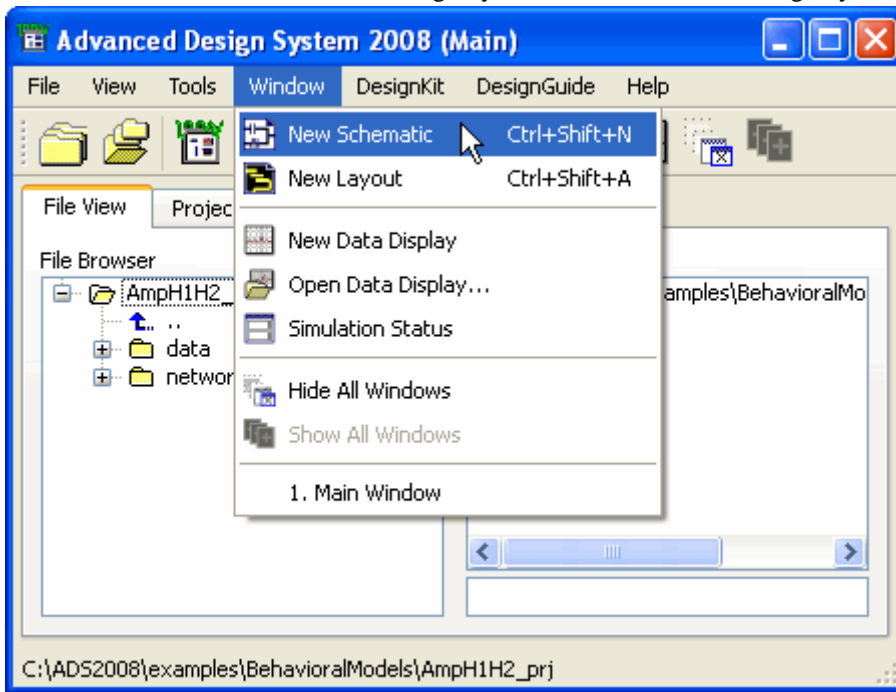 Advanced Design System 2008 (Main)
File View Tools Window DesignKit DesignGuide Help
New Schematic Ctrl+Shift+N
New Layout Ctrl+Shift+A
New Data Display
Open Data Display...
Simulation Status
Hide All Windows
Show All Windows
1. Main Window
File View Projec
File Browser
AmpH1H2_
..
data
networ
amples\BehavioralMo
C:\ADS2008\examples\BehavioralModels\AmpH1H2_prj